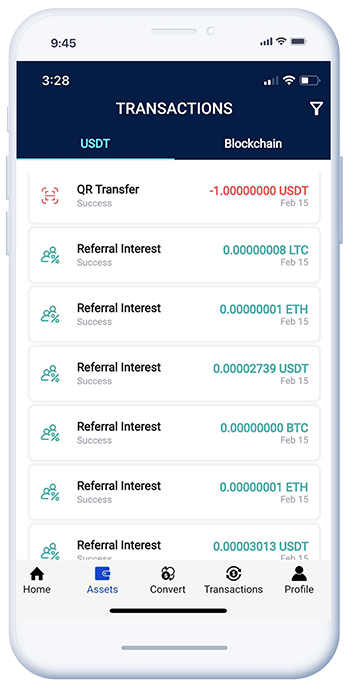 9:45
3:28
TRANSACTIONS
USDT Blockchain
QR Transfer -1.00000000 USDT
Success Feb 15
Referral Interest 0.00000008 LTC
Success Feb 15
Referral Interest 0.00000001 ETH
Success Feb 15
Referral Interest 0.00002739 USDT
Success Feb 15
Referral Interest 0.00000000 BTC
Success Feb 15
Referral Interest 0.00000001 ETH
Success Feb 15
Referral Interest 0.00003013 USDT
Success Feb 15
Home Assets Convert Transactions Profile